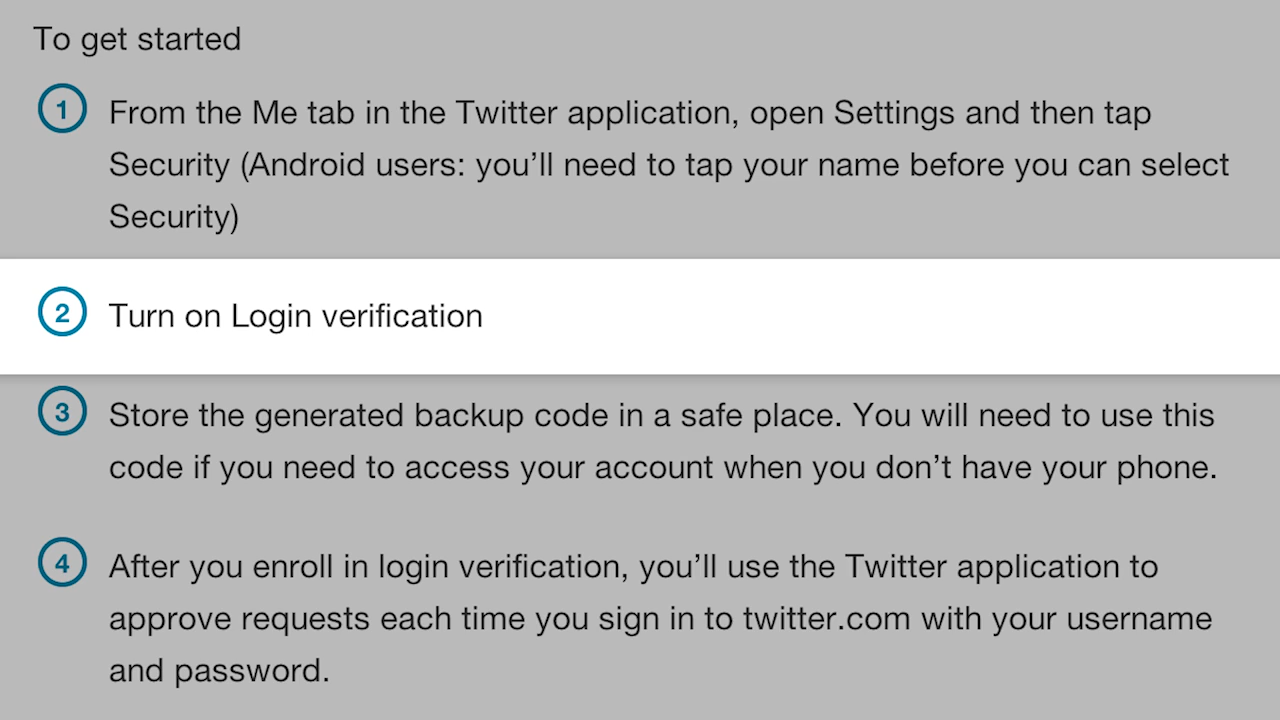 To get started
1 From the Me tab in the Twitter application, open Settings and then tap
Security (Android users: you’ll need to tap your name before you can select
Security)
2 Turn on Login verification
3 Store the generated backup code in a safe place. You will need to use this
code if you need to access your account when you don’t have your phone.
4 After you enroll in login verification, you’ll use the Twitter application to
approve requests each time you sign in to twitter.com with your username
and password.